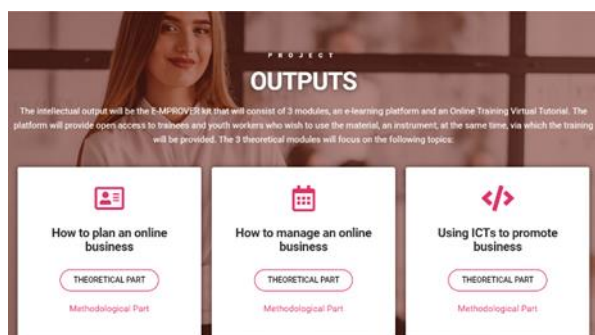 PROJECT
OUTPUTS
The intellectual output will be the E-MPROVER kit that will consist of 3 modules, an e-learning platform and an Online Training Virtual Tutorial. The
platform will provide open access to trainees and youth workers who wish to use the material, an instrument, at the same time, via which the training
will be provided. The 3 theoretical modules will focus on the following topics:
How to plan an online
business
THEORETICAL PART
Methodological Part
How to manage an online
business
THEORETICAL PART
Methodological Part
Using ICTs to promote
business
THEORETICAL PART
Methodological Part